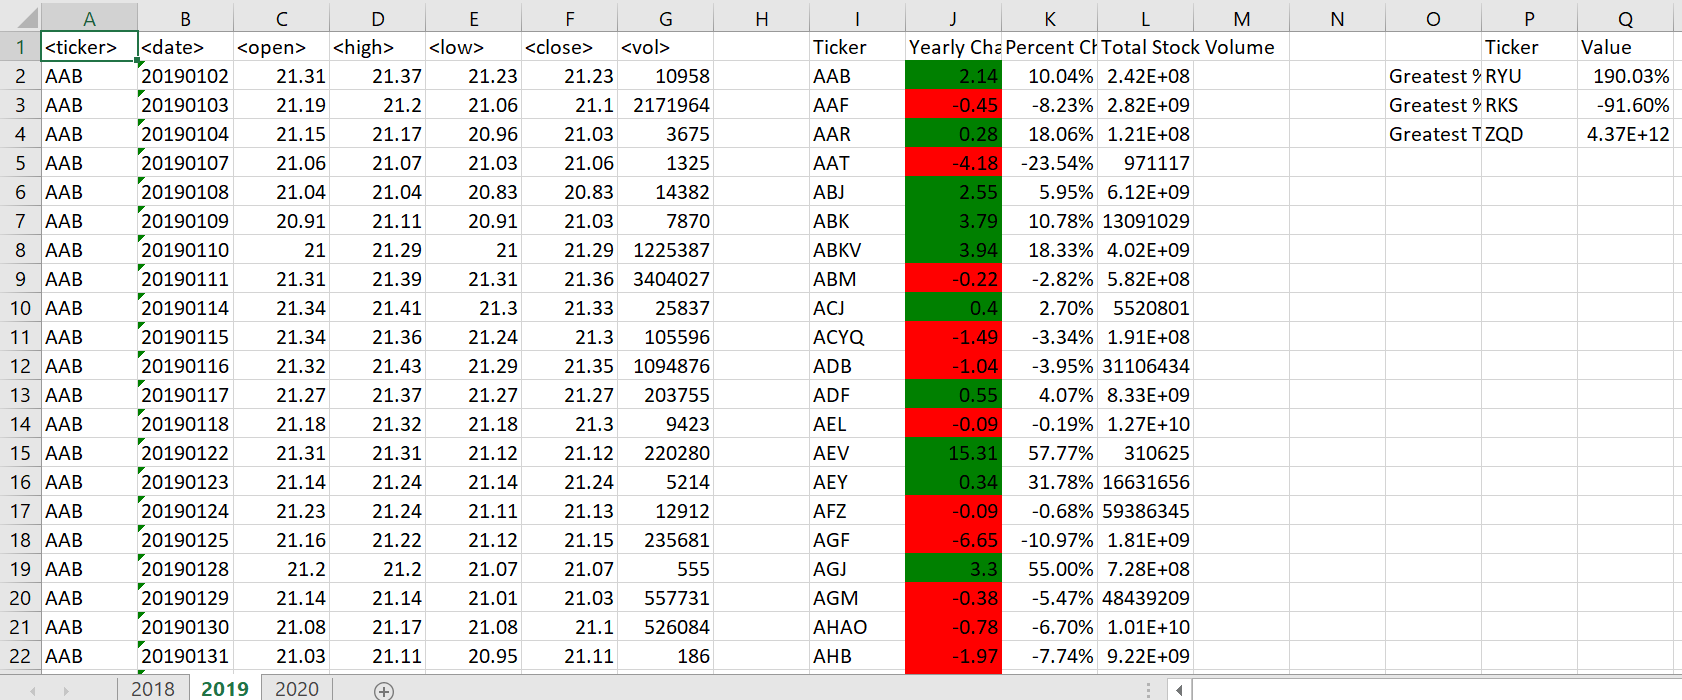 A B C D E F G H I J K L M N O P Q
1 <ticker> <date> <open> <high> <low> <close> <vol> Ticker Yearly Cha Percent Ch Total Stock Volume Ticker Value
2 AAB 20190102 21.31 21.37 21.23 21.23 10958 AAB 2.14 10.04% 2.42E+08 Greatest % RYU 190.03%
3 AAB 20190103 21.19 21.2 21.06 21.1 2171964 AAF -0.45 -8.23% 2.82E+09 Greatest % RKS -91.60%
4 AAB 20190104 21.15 21.17 20.96 21.03 3675 AAR 0.28 18.06% 1.21E+08 Greatest T ZQD 4.37E+12
5 AAB 20190107 21.06 21.07 21.03 21.06 1325 AAT -4.18 -23.54% 971117
6 AAB 20190108 21.04 21.04 20.83 20.83 14382 ABJ 2.55 5.95% 6.12E+09
7 AAB 20190109 20.91 21.11 20.91 21.03 7870 ABK 3.79 10.78% 13091029
8 AAB 20190110 21 21.29 21 21.29 1225387 ABKV 3.94 18.33% 4.02E+09
9 AAB 20190111 21.31 21.39 21.31 21.36 3404027 ABM -0.22 -2.82% 5.82E+08
10 AAB 20190114 21.34 21.41 21.3 21.33 25837 ACJ 0.4 2.70% 5520801
11 AAB 20190115 21.34 21.36 21.24 21.3 105596 ACYQ -1.49 -3.34% 1.91E+08
12 AAB 20190116 21.32 21.43 21.29 21.35 1094876 ADB -1.04 -3.95% 31106434
13 AAB 20190117 21.27 21.37 21.27 21.27 203755 ADF 0.55 4.07% 8.33E+09
14 AAB 20190118 21.18 21.32 21.18 21.3 9423 AEL -0.09 -0.19% 1.27E+10
15 AAB 20190122 21.31 21.31 21.12 21.12 220280 AEV 15.31 57.77% 310625
16 AAB 20190123 21.14 21.24 21.14 21.24 5214 AEY 0.34 31.78% 16631656
17 AAB 20190124 21.23 21.24 21.11 21.13 12912 AFZ -0.09 -0.68% 59386345
18 AAB 20190125 21.16 21.22 21.12 21.15 235681 AGF -6.65 -10.97% 1.81E+09
19 AAB 20190128 21.2 21.2 21.07 21.07 555 AGJ 3.3 55.00% 7.28E+08
20 AAB 20190129 21.14 21.14 21.01 21.03 557731 AGM -0.38 -5.47% 48439209
21 AAB 20190130 21.08 21.17 21.08 21.1 526084 AHAO -0.78 -6.70% 1.01E+10
22 AAB 20190131 21.03 21.11 20.95 21.11 186 AHB -1.97 -7.74% 9.22E+09
2018 2019 2020